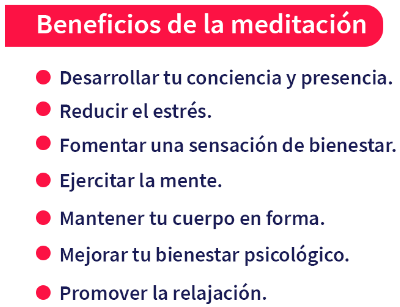 Beneficios de la meditación
Desarrollar tu conciencia y presencia.
Reducir el estrés.
Fomentar una sensación de bienestar.
Ejercitar la mente.
Mantener tu cuerpo en forma.
Mejorar tu bienestar psicológico.
Promover la relajación.